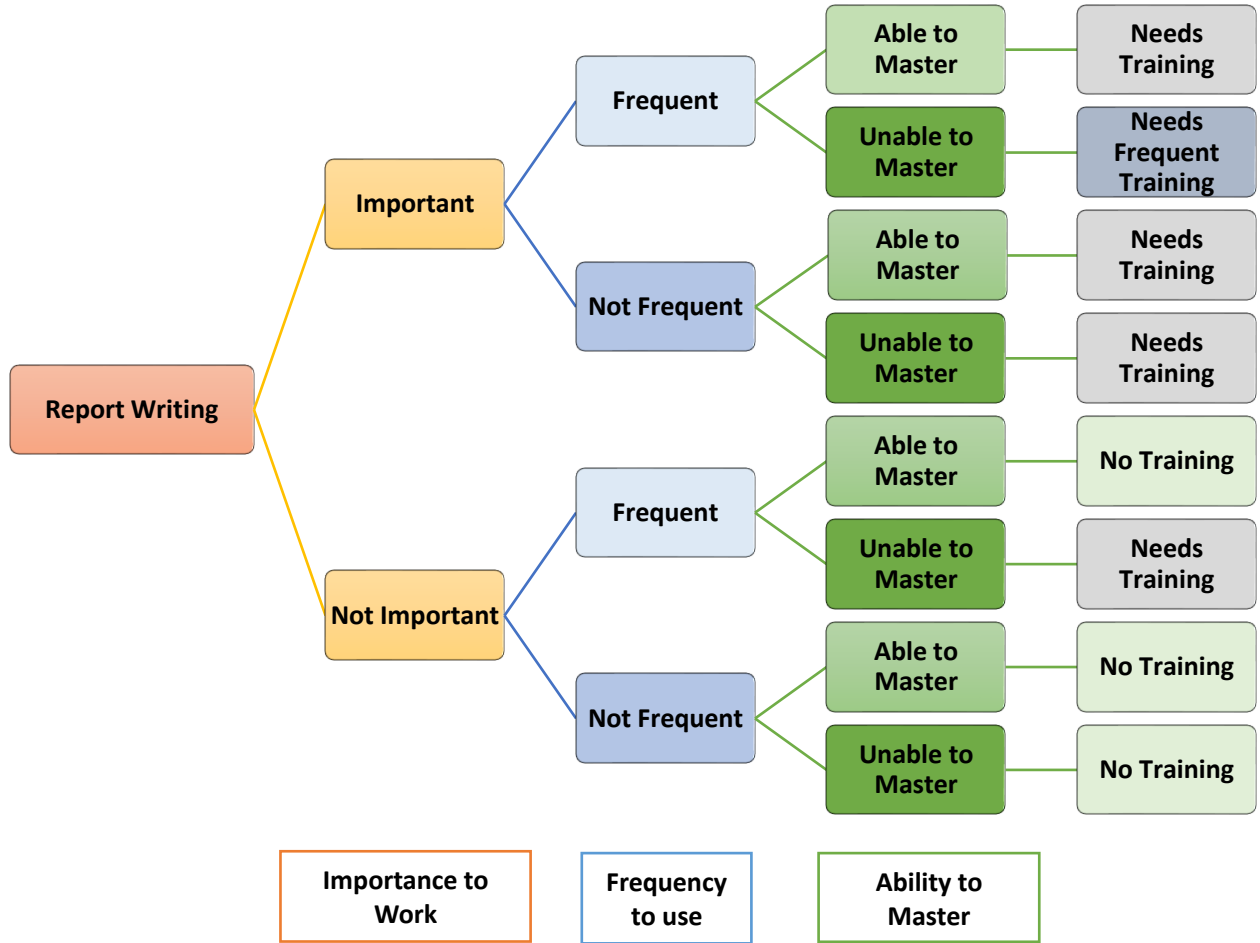 Report Writing
Important
Not Important
Frequent
Not Frequent
Frequent
Not Frequent
Able to
Master
Needs
Training
Unable to
Master
Needs
Frequent
Training
Able to
Master
Needs
Training
Unable to
Master
Needs
Training
Able to
Master
No Training
Unable to
Master
Needs
Training
Able to
Master
No Training
Unable to
Master
No Training
Importance to
Work
Frequency
to use
Ability to
Master